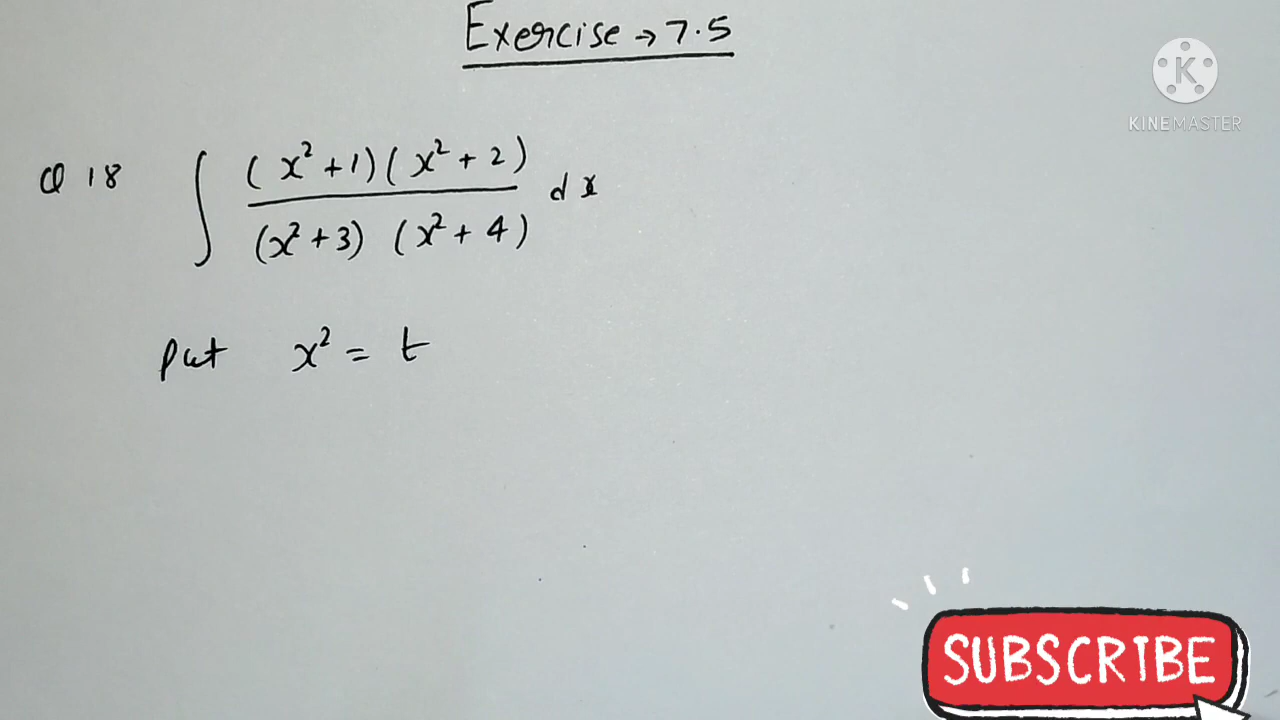 Exercise → 7.5
KINEMASTER
Q 18 ∫ (x²+1)(x²+2) / (x²+3) (x²+4) dx
put x² = t
SUBSCRIBE